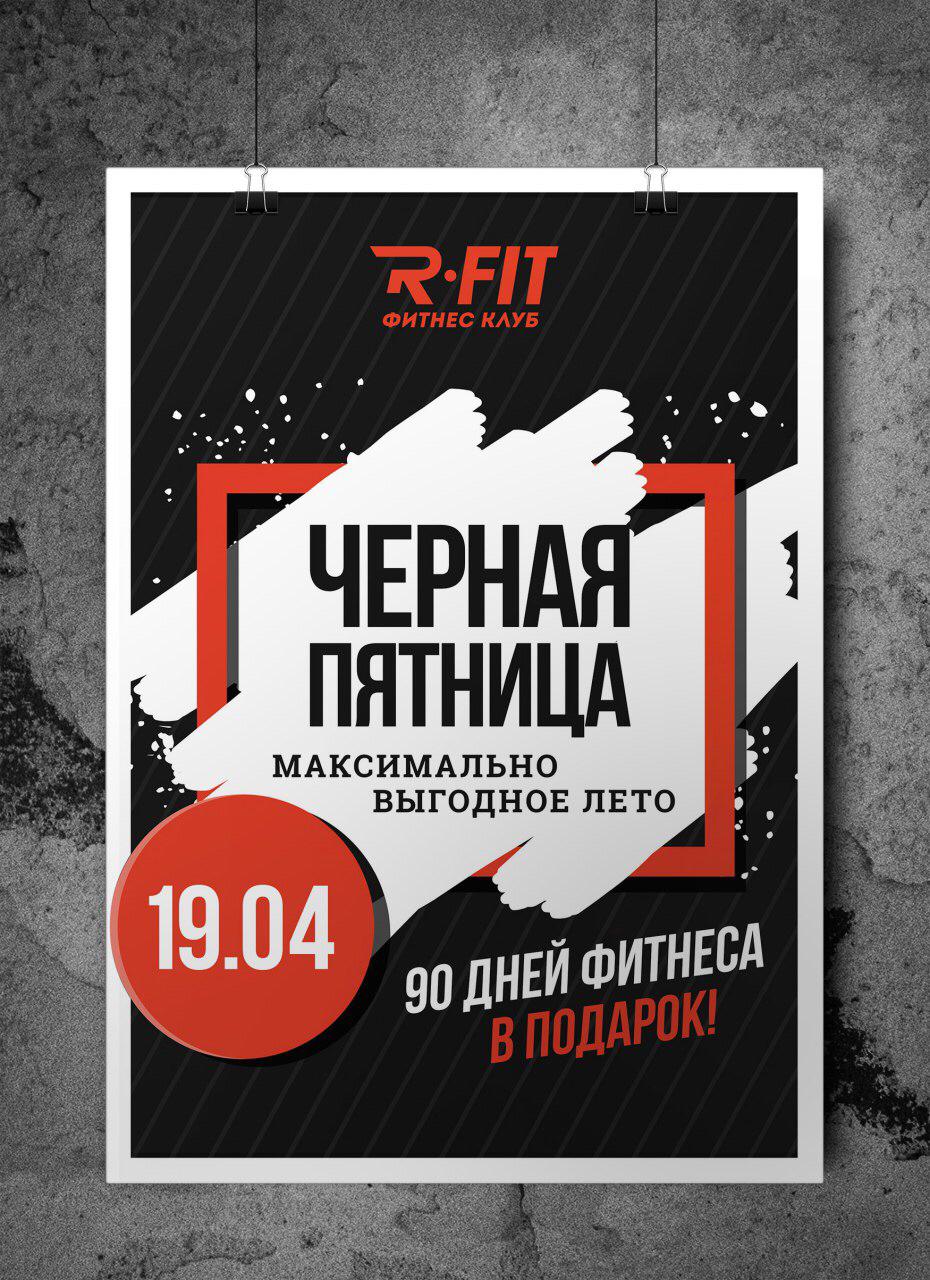 R·FIT
ФИТНЕС КЛУБ
ЧЕРНАЯ
ПЯТНИЦА
МАКСИМАЛЬНО
ВЫГОДНОЕ ЛЕТО
19.04
90 ДНЕЙ ФИТНЕСА
В ПОДАРОК!